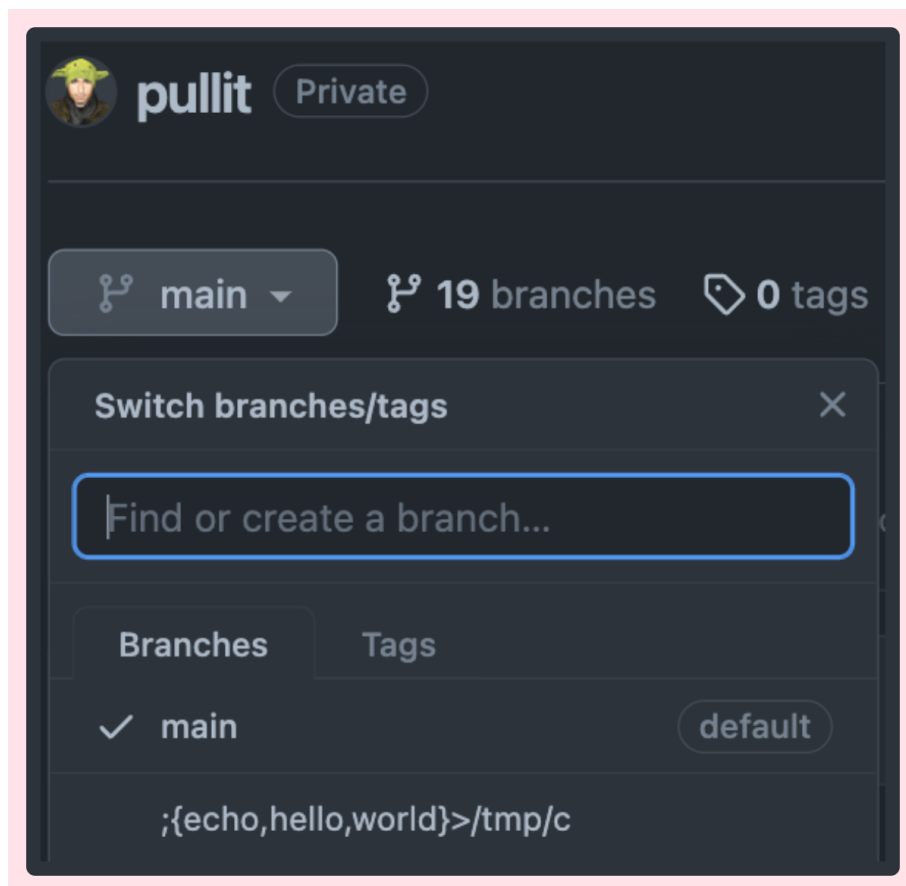 pullit Private
main 19 branches 0 tags
Switch branches/tags
Find or create a branch...
Branches Tags
main default
;{echo,hello,world}>/tmp/c